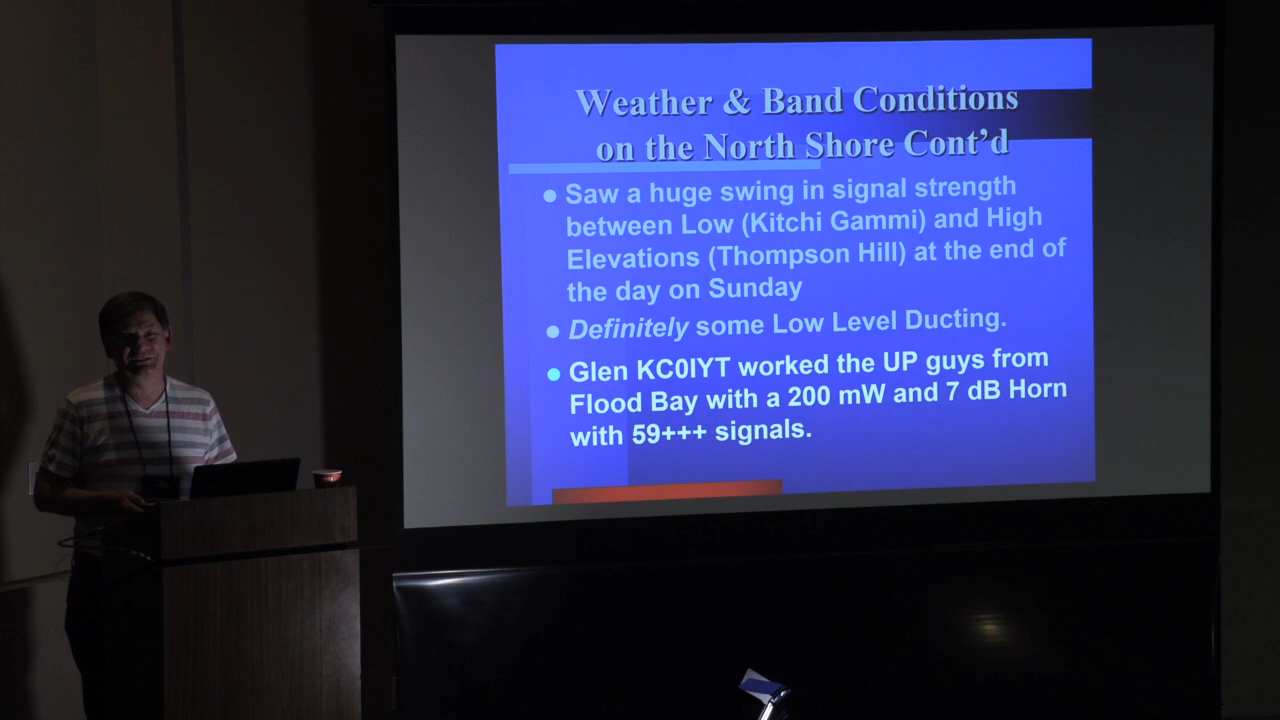 Weather & Band Conditions
on the North Shore Cont'd
● Saw a huge swing in signal strength
between Low (Kitchi Gammi) and High
Elevations (Thompson Hill) at the end of
the day on Sunday
● Definitely some Low Level Ducting.
● Glen KC0IYT worked the UP guys from
Flood Bay with a 200 mW and 7 dB Horn
with 59+++ signals.